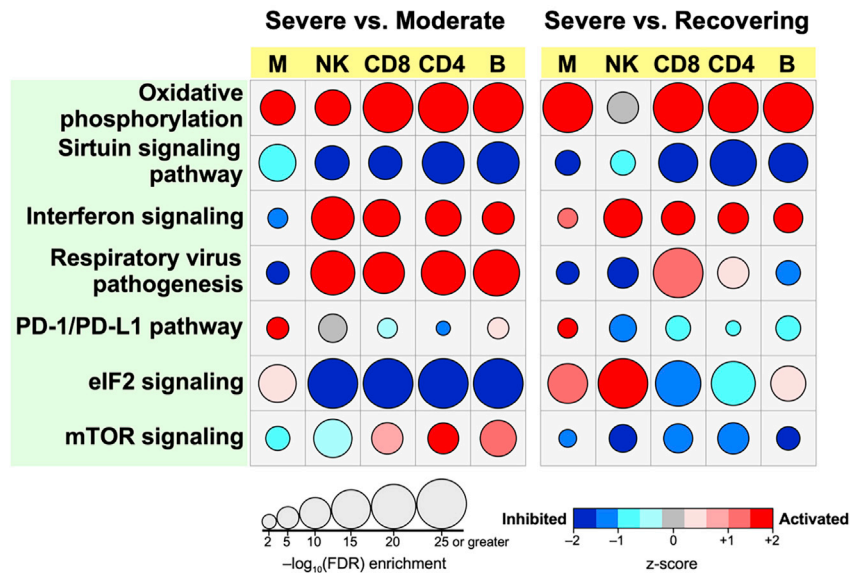 Severe vs. Moderate
Severe vs. Recovering
M NK CD8 CD4 B
M NK CD8 CD4 B
Oxidative
phosphorylation
Sirtuin signaling
pathway
Interferon signaling
Respiratory virus
pathogenesis
PD-1/PD-L1 pathway
eIF2 signaling
mTOR signaling
2 5 10 15 20 25 or greater
–log10(FDR) enrichment
Inhibited
Activated
–2 –1 0 +1 +2
z-score